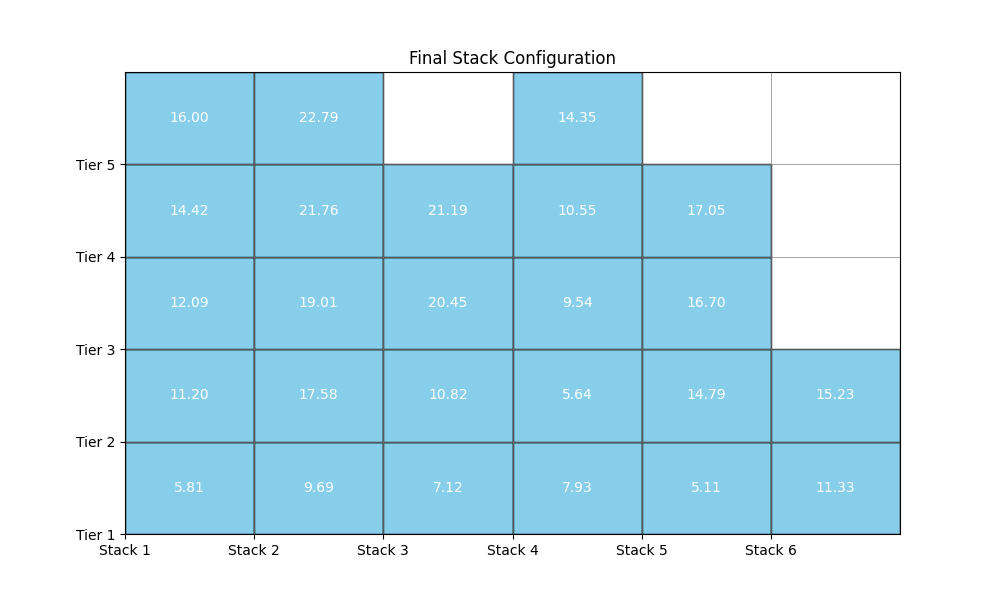 Final Stack Configuration
16.00 22.79 14.35
Tier 5
14.42 21.76 21.19 10.55 17.05
Tier 4
12.09 19.01 20.45 9.54 16.70
Tier 3
11.20 17.58 10.82 5.64 14.79 15.23
Tier 2
5.81 9.69 7.12 7.93 5.11 11.33
Tier 1
Stack 1 Stack 2 Stack 3 Stack 4 Stack 5 Stack 6